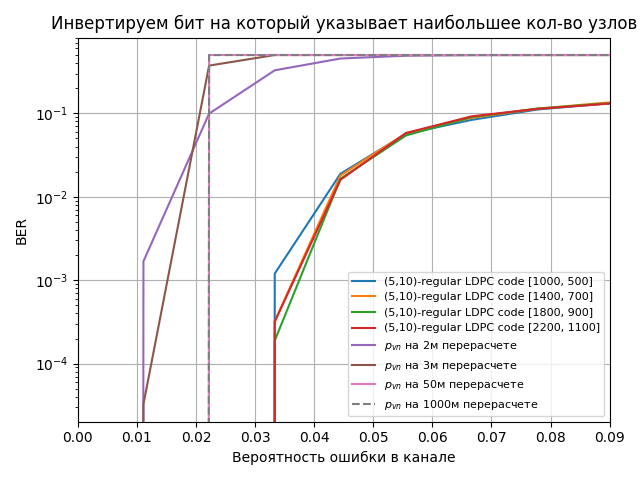 Инвертируем бит на который указывает наибольшее кол-во узлов
BER
10⁻¹
10⁻²
10⁻³
10⁻⁴
(5,10)-regular LDPC code [1000, 500]
(5,10)-regular LDPC code [1400, 700]
(5,10)-regular LDPC code [1800, 900]
(5,10)-regular LDPC code [2200, 1100]
pᵥₙ на 2м перерасчете
pᵥₙ на 3м перерасчете
pᵥₙ на 50м перерасчете
pᵥₙ на 1000м перерасчете
0.00 0.01 0.02 0.03 0.04 0.05 0.06 0.07 0.08 0.09
Вероятность ошибки в канале